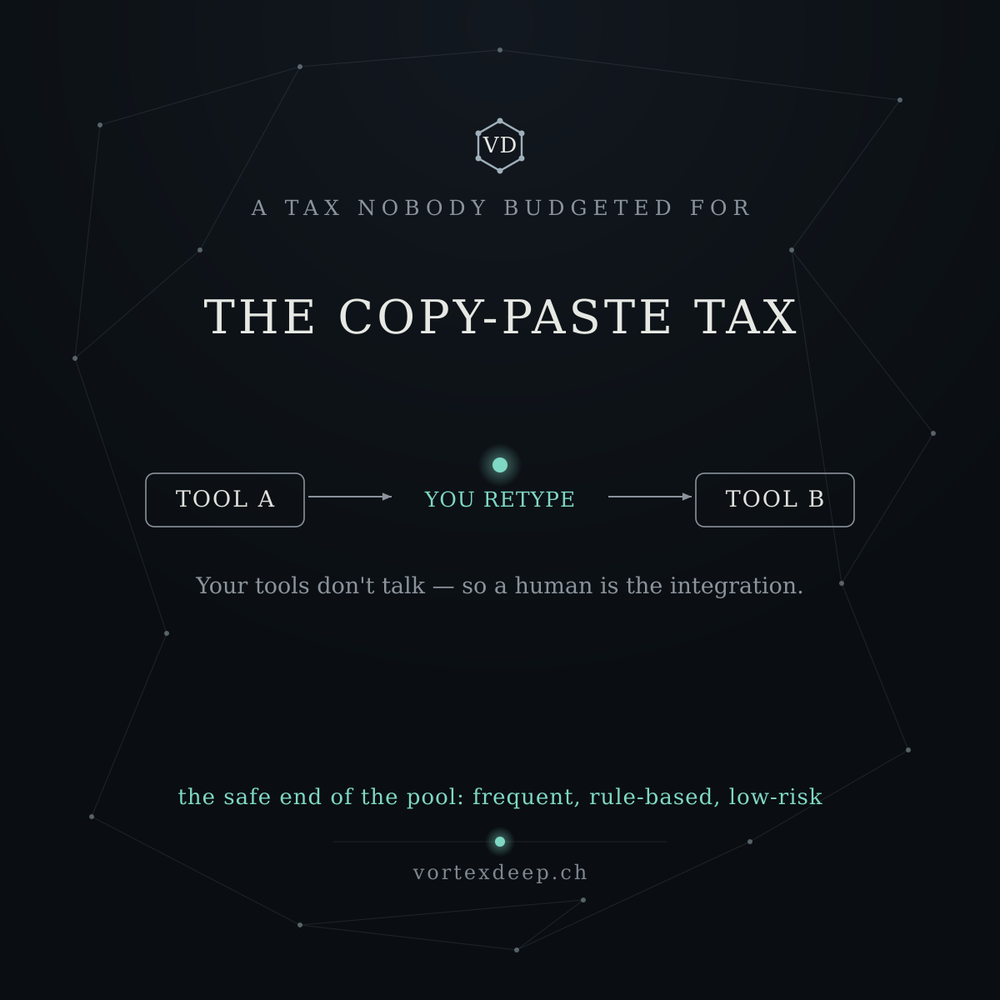 VD
A TAX NOBODY BUDGETED FOR
THE COPY-PASTE TAX
TOOL A
YOU RETYPE
TOOL B
Your tools don't talk — so a human is the integration.
the safe end of the pool: frequent, rule-based, low-risk
vortexdeep.ch